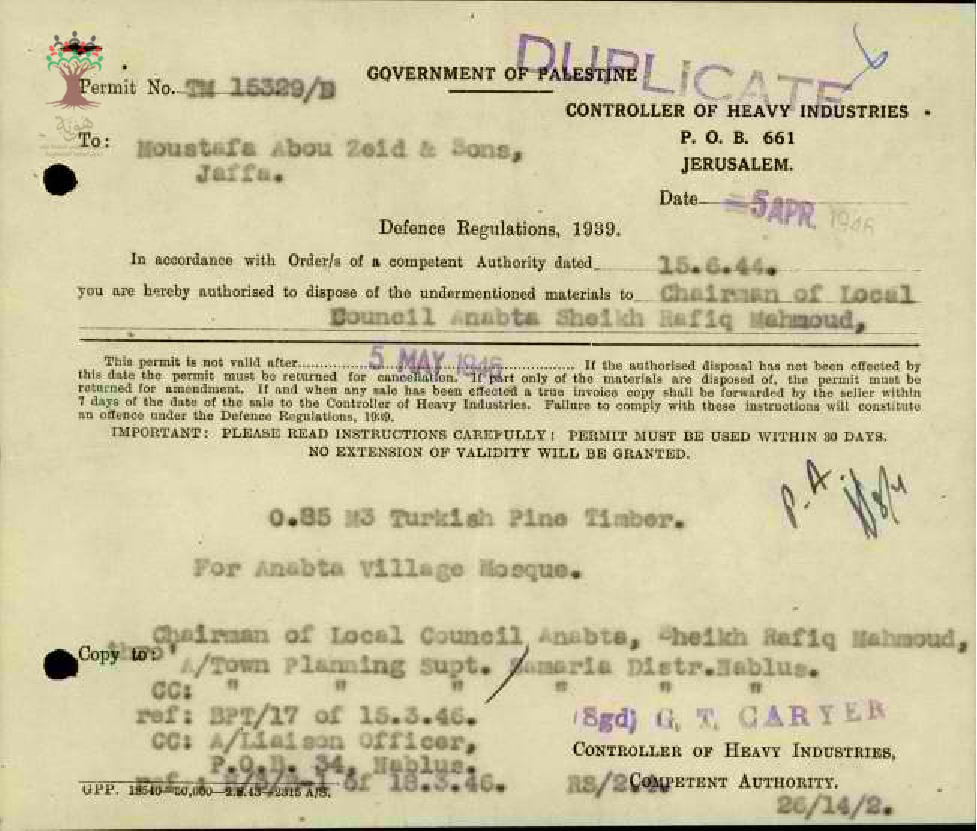 DUPLICATE
GOVERNMENT OF PALESTINE
Permit No. TM 15329/D
CONTROLLER OF HEAVY INDUSTRIES
P. O. B. 661
JERUSALEM.
هوية
To: Moustafa Abou Zeid & Sons,
Jaffa.
Date 5 APR. 1946
Defence Regulations, 1939.
In accordance with Order/s of a competent Authority dated 15.6.44.
you are hereby authorised to dispose of the undermentioned materials to Chairman of Local
Council Anabta Sheikh Rafiq Mahmoud,
This permit is not valid after 5 MAY 1946 If the authorised disposal has not been effected by
this date the permit must be returned for cancellation. If part only of the materials are disposed of, the permit must be
returned for amendment. If and when any sale has been effected a true invoice copy shall be forwarded by the seller within
7 days of the date of the sale to the Controller of Heavy Industries. Failure to comply with these instructions will constitute
an offence under the Defence Regulations, 1939.
IMPORTANT: PLEASE READ INSTRUCTIONS CAREFULLY! PERMIT MUST BE USED WITHIN 30 DAYS.
NO EXTENSION OF VALIDITY WILL BE GRANTED.
P.A.
0.85 M3 Turkish Pine Timber.
For Anabta Village Mosque.
Chairman of Local Council Anabta, Sheikh Rafiq Mahmoud,
Copy to: thro'
A/Town Planning Supt. Samaria Distr.Nablus.
CC: " " " " " "
ref: BPT/17 of 15.3.46.
(Sgd) G. T. CARYER
CC: A/Liaison Officer,
CONTROLLER OF HEAVY INDUSTRIES,
P.O.B. 34, Nablus.
of 18.3.46.
COMPETENT AUTHORITY.
GPP. A/S.
26/14/2.